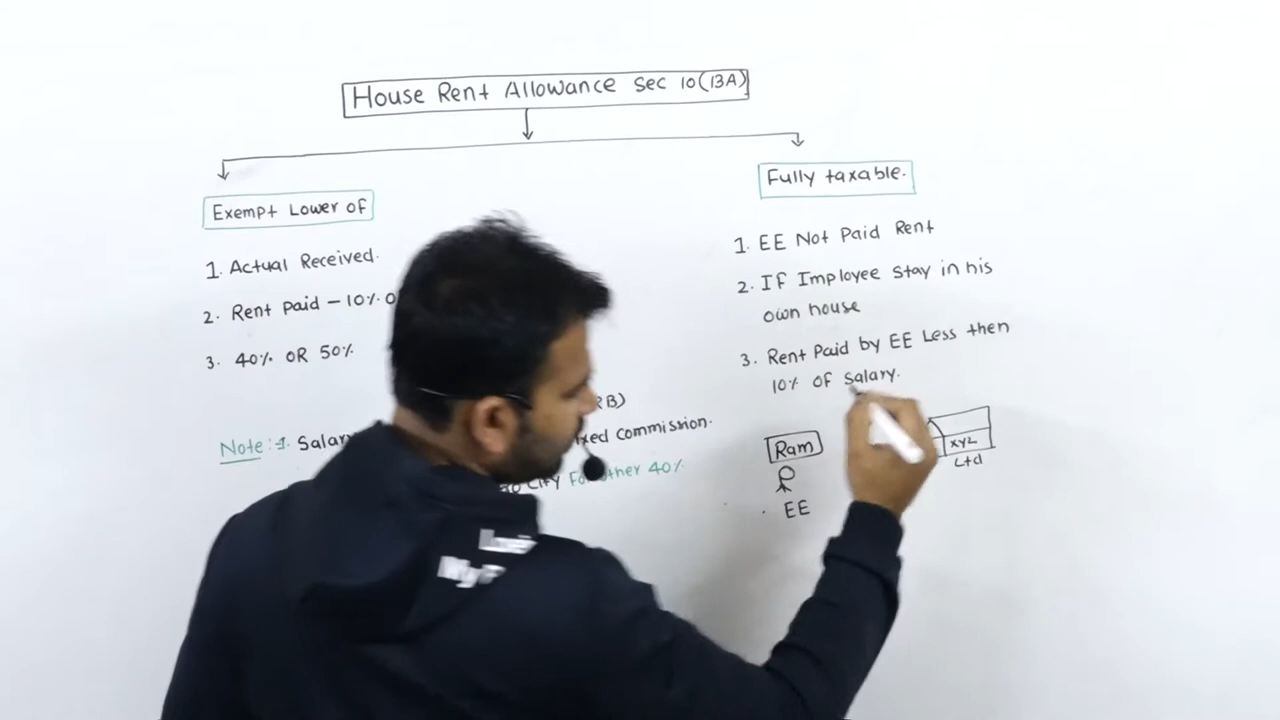 House Rent Allowance Sec 10(13A)
Exempt Lower of
1. Actual Received.
2. Rent paid – 10% o
3. 40% OR 50%
Note :-1. Salary
RB)
xed Commission.
City For other 40%
Fully taxable.
1. EE Not Paid Rent
2. If Imployee stay in his
own house
3. Rent Paid by EE Less then
10% of salary.
Ram
EE
XYZ
Ltd